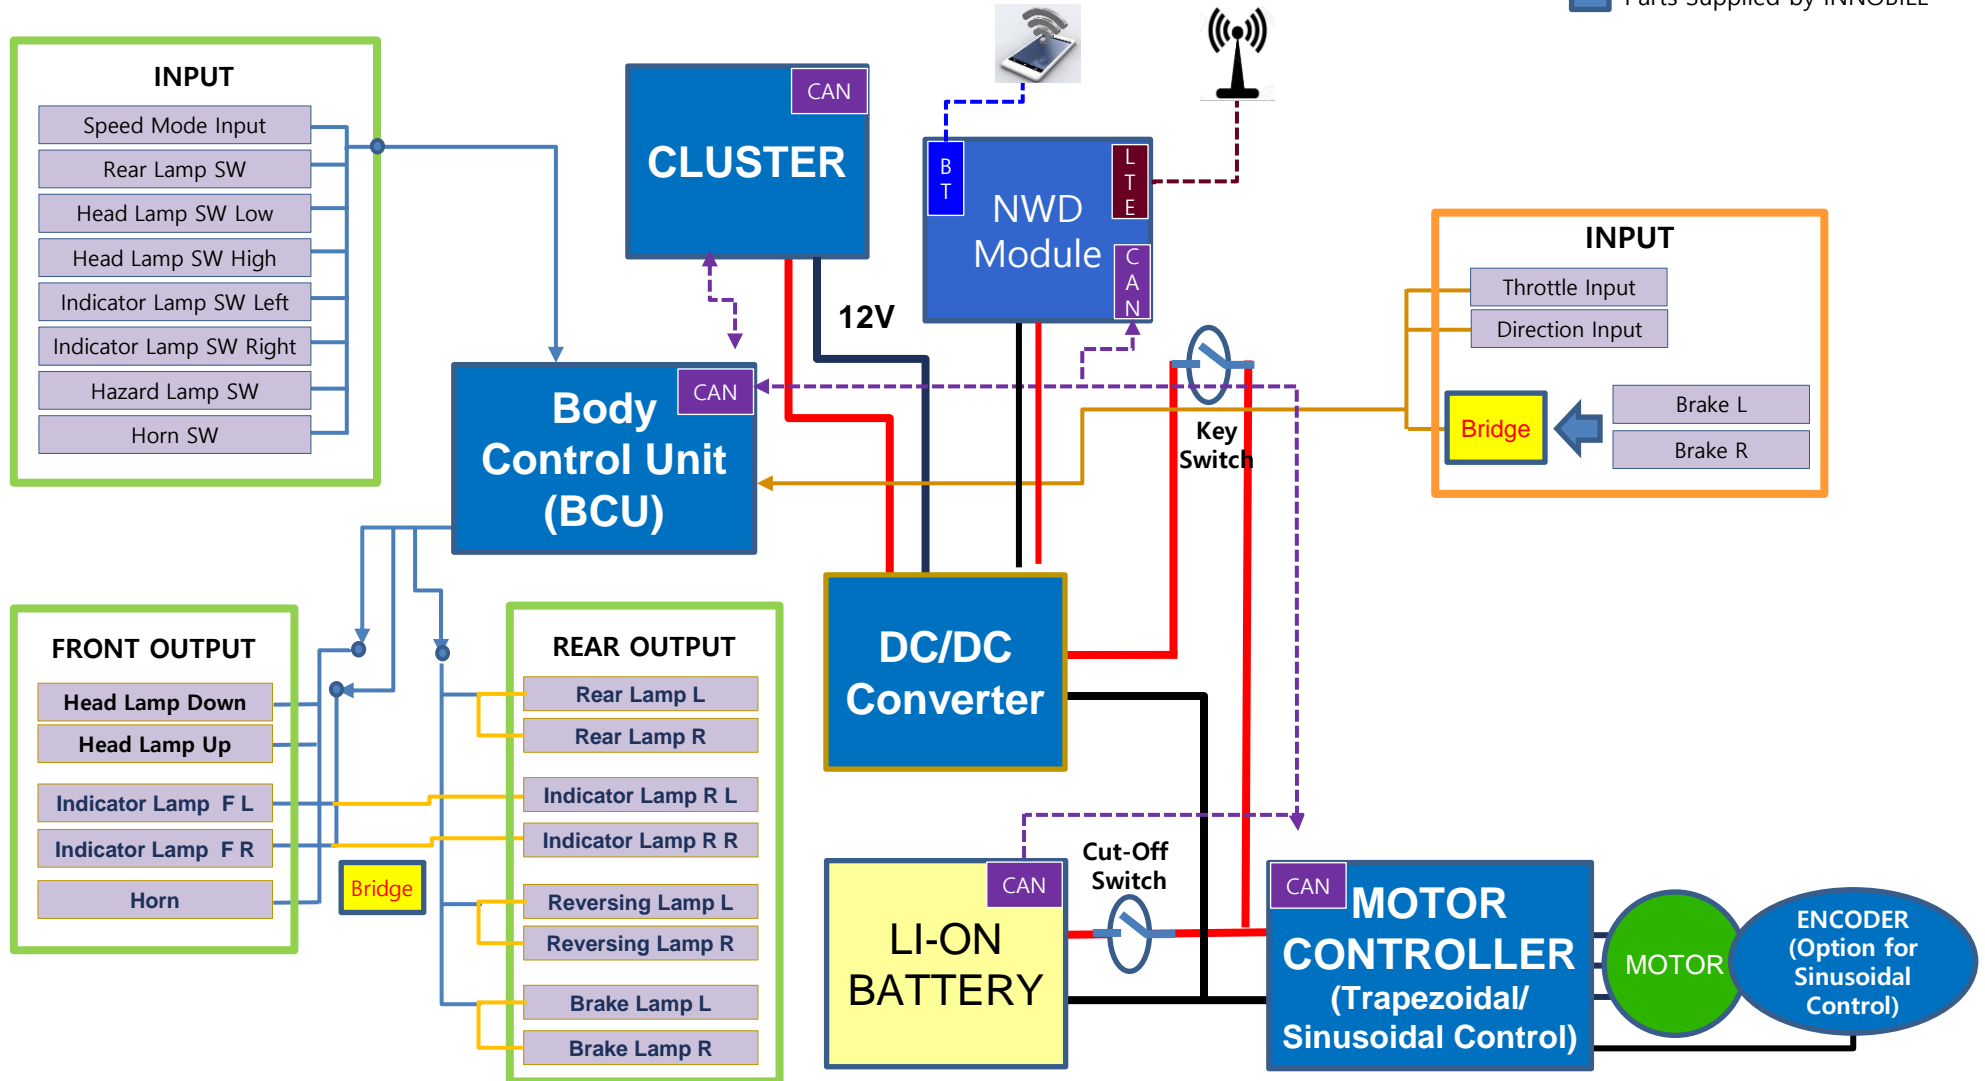 Parts Supplied by INNOBILE
INPUT
Speed Mode Input
Rear Lamp SW
Head Lamp SW Low
Head Lamp SW High
Indicator Lamp SW Left
Indicator Lamp SW Right
Hazard Lamp SW
Horn SW
CAN
CLUSTER
BT
LTE
NWD
Module
CAN
12V
INPUT
Throttle Input
Direction Input
Bridge
Brake L
Brake R
Key
Switch
CAN
Body
Control Unit
(BCU)
FRONT OUTPUT
Head Lamp Down
Head Lamp Up
Indicator Lamp F L
Indicator Lamp F R
Horn
Bridge
REAR OUTPUT
Rear Lamp L
Rear Lamp R
Indicator Lamp R L
Indicator Lamp R R
Reversing Lamp L
Reversing Lamp R
Brake Lamp L
Brake Lamp R
DC/DC
Converter
CAN
LI-ON
BATTERY
Cut-Off
Switch
CAN
MOTOR
CONTROLLER
(Trapezoidal/
Sinusoidal Control)
MOTOR
ENCODER
(Option for
Sinusoidal
Control)